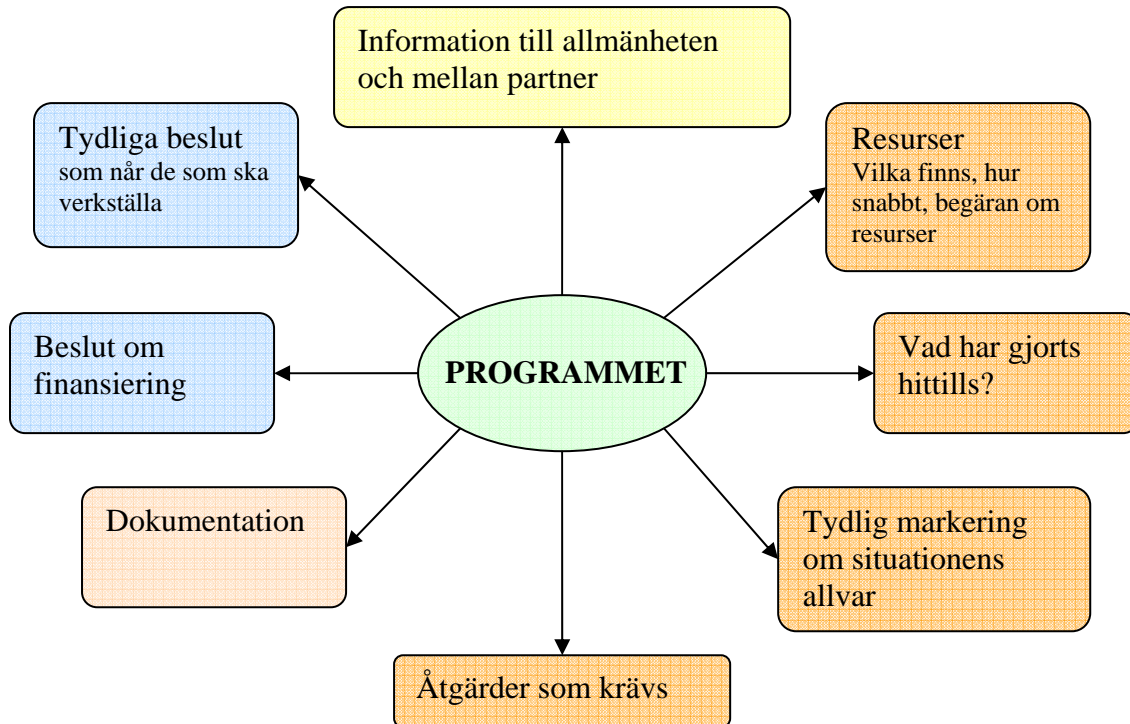 Information till allmänheten
och mellan partner
Tydliga beslut
som når de som ska
verkställa
Resurser
Vilka finns, hur
snabbt, begäran om
resurser
Beslut om
finansiering
PROGRAMMET
Vad har gjorts
hittills?
Dokumentation
Tydlig markering
om situationens
allvar
Åtgärder som krävs